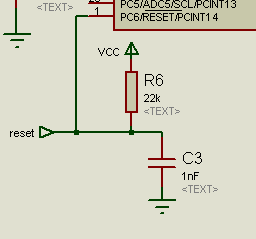 PC5/ADC5/SCL/PCINT13
<TEXT>
1
PC6/RESET/PCINT14
VCC
R6
22k
<TEXT>
reset
C3
1nF
<TEXT>